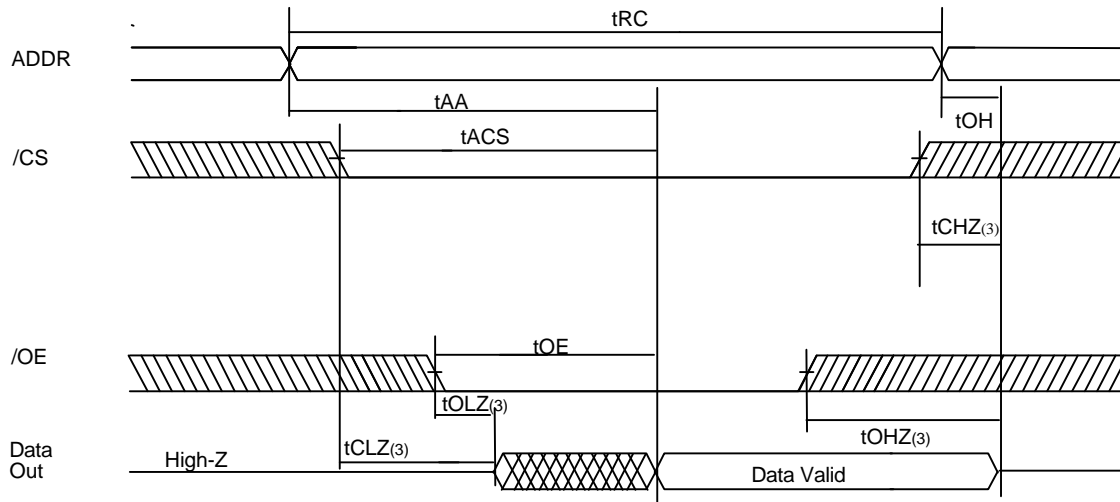 tRC
ADDR
tAA
tOH
tACS
/CS
tCHZ(3)
/OE
tOE
tOLZ(3)
tOHZ(3)
Data Out
High-Z
tCLZ(3)
Data Valid